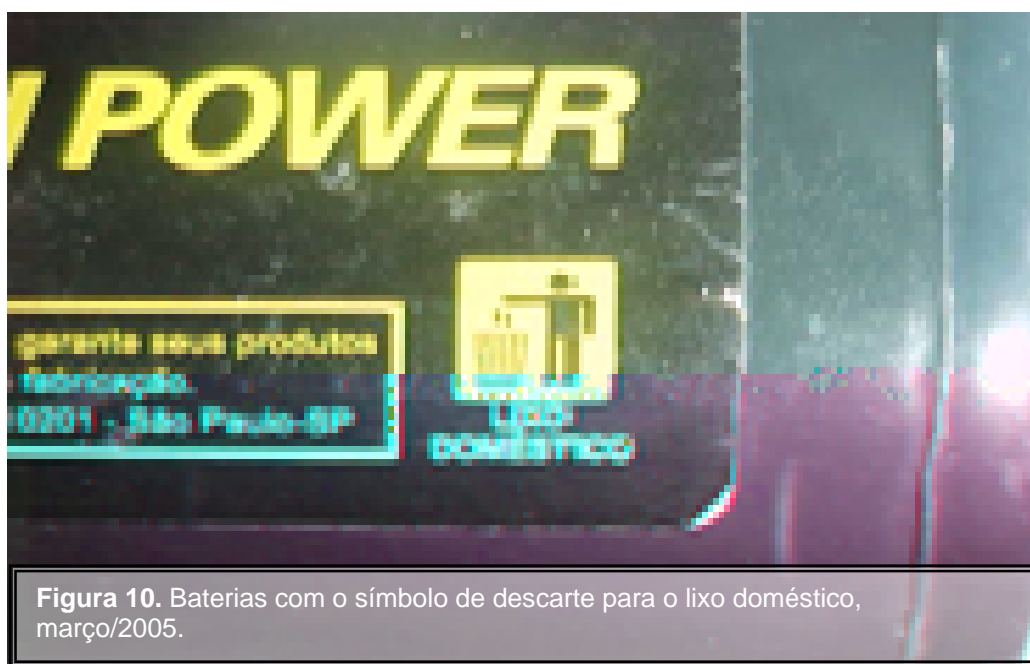 POWER
garante seus produtos
fabricação.
10201 - São Paulo-SP
LIXO
DOMÉSTICO
Figura 10. Baterias com o símbolo de descarte para o lixo doméstico,
março/2005.